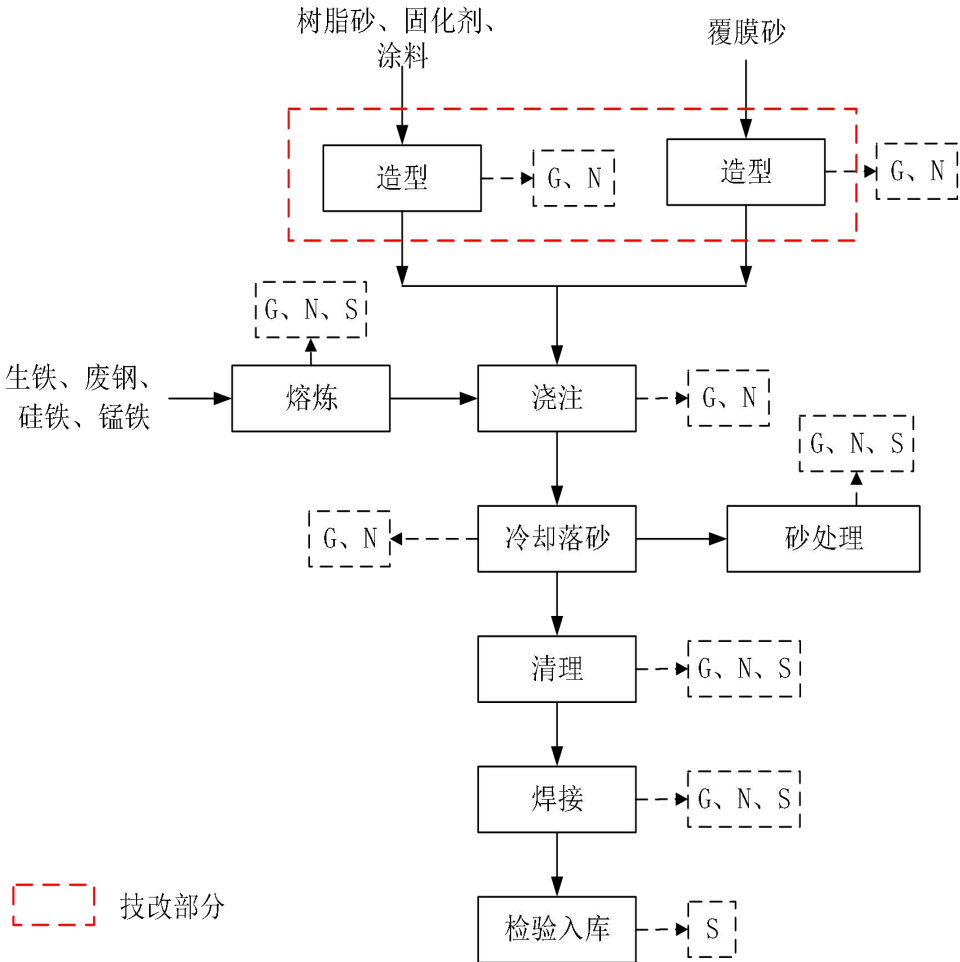 树脂砂、固化剂、
涂料
覆膜砂
造型
G、N
造型
G、N
G、N、S
生铁、废钢、
硅铁、锰铁
熔炼
浇注
G、N
G、N、S
G、N
冷却落砂
砂处理
清理
G、N、S
焊接
G、N、S
技改部分
检验入库
S